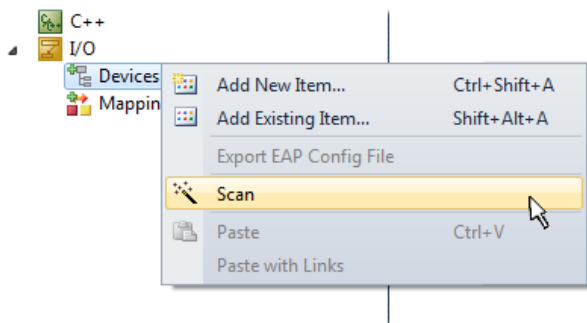 C++
I/O
Devices
Mappin
Add New Item... Ctrl+Shift+A
Add Existing Item... Shift+Alt+A
Export EAP Config File
Scan
Paste Ctrl+V
Paste with Links